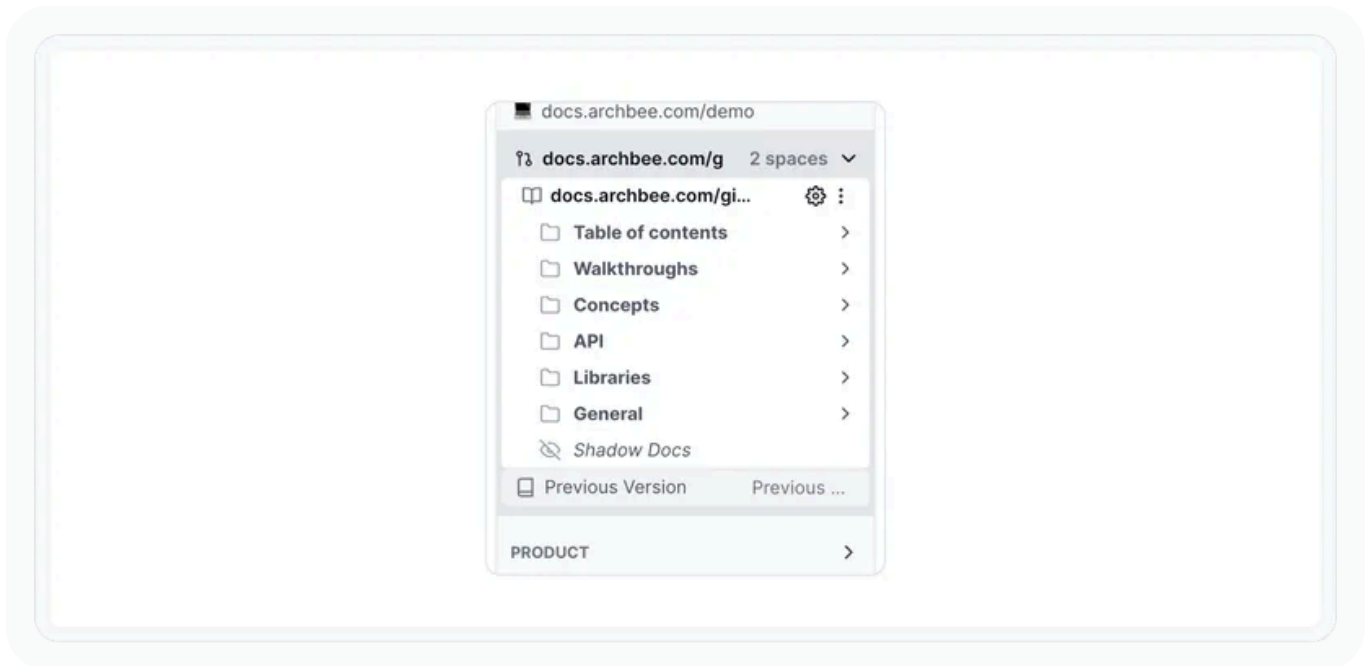 docs.archbee.com/demo
docs.archbee.com/g 2 spaces
docs.archbee.com/gi...
Table of contents
Walkthroughs
Concepts
API
Libraries
General
Shadow Docs
Previous Version Previous ...
PRODUCT